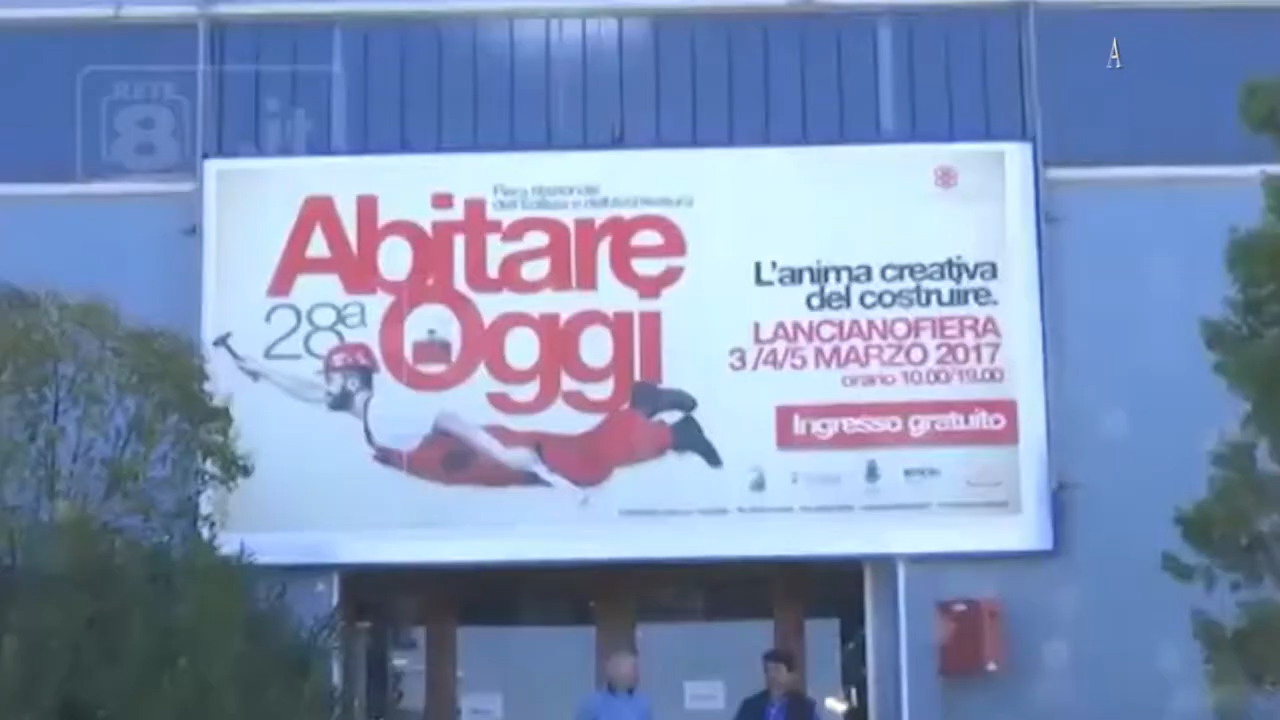 A
RETE
8.it
Abitare
28ª Oggi
L'anima creativa
del costruire.
LANCIANOFIERA
3/4/5 MARZO 2017
orario 10.00/19.00
Ingresso gratuito